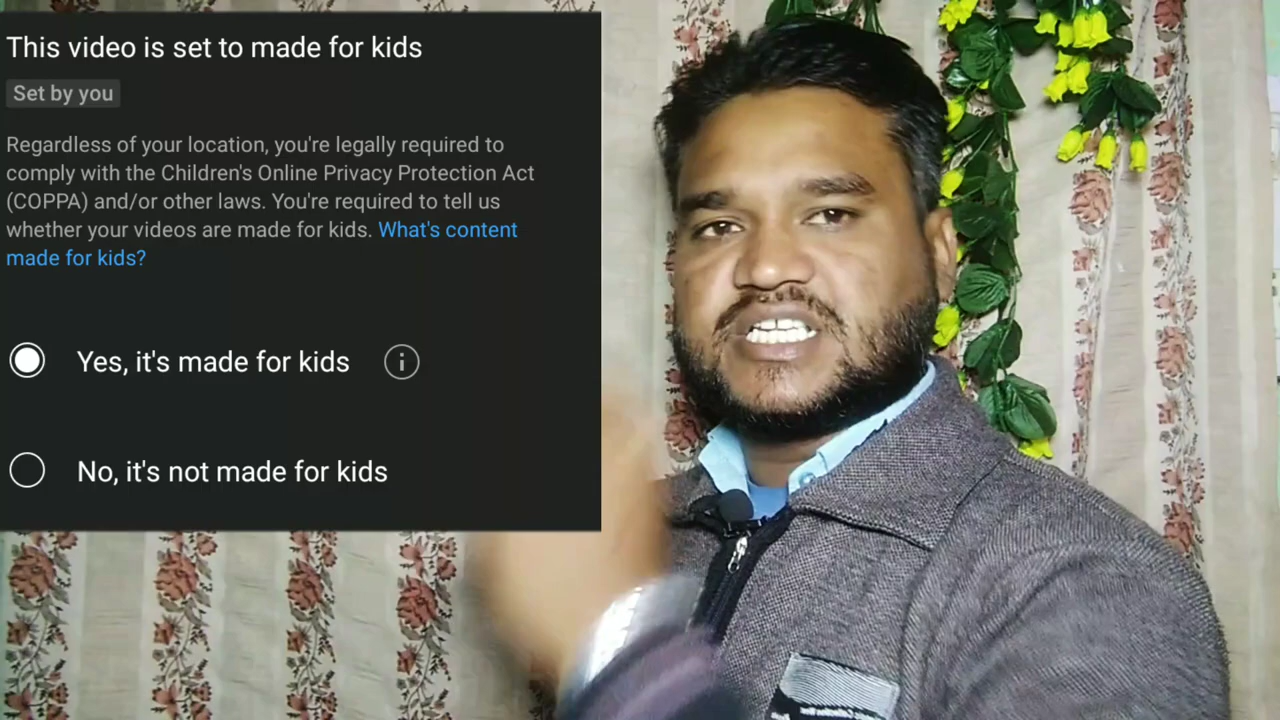 This video is set to made for kids
Set by you
Regardless of your location, you're legally required to
comply with the Children's Online Privacy Protection Act
(COPPA) and/or other laws. You're required to tell us
whether your videos are made for kids. What's content
made for kids?
Yes, it's made for kids
No, it's not made for kids